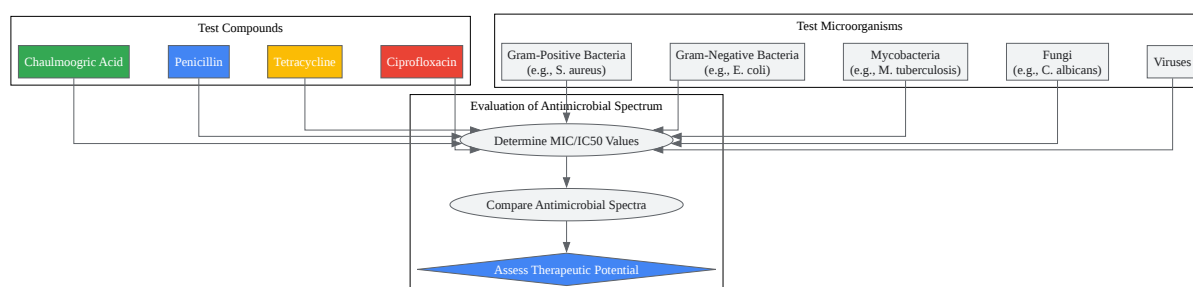 Test Compounds
Chaulmoogric Acid
Penicillin
Tetracycline
Ciprofloxacin
Test Microorganisms
Gram-Positive Bacteria
(e.g., S. aureus)
Gram-Negative Bacteria
(e.g., E. coli)
Mycobacteria
(e.g., M. tuberculosis)
Fungi
(e.g., C. albicans)
Viruses
Evaluation of Antimicrobial Spectrum
Determine MIC/IC50 Values
Compare Antimicrobial Spectra
Assess Therapeutic Potential